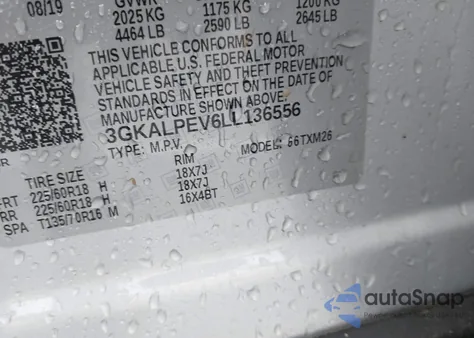 08/19 GVWR
2025 KG 1175 KG 1200 KG
4464 LB 2590 LB 2645 LB
THIS VEHICLE CONFORMS TO ALL
APPLICABLE U.S. FEDERAL MOTOR
VEHICLE SAFETY AND THEFT PREVENTION
STANDARDS IN EFFECT ON THE DATE OF
MANUFACTURE SHOWN ABOVE.
3GKALPEV6LL136556
TYPE: M.P.V. MODEL: 66TXM26
TIRE SIZE RIM
FRT 225/60R18 H 18X7J
RR 225/60R18 H 18X7J
SPA T135/70R16 M 16X4BT
autoSnap